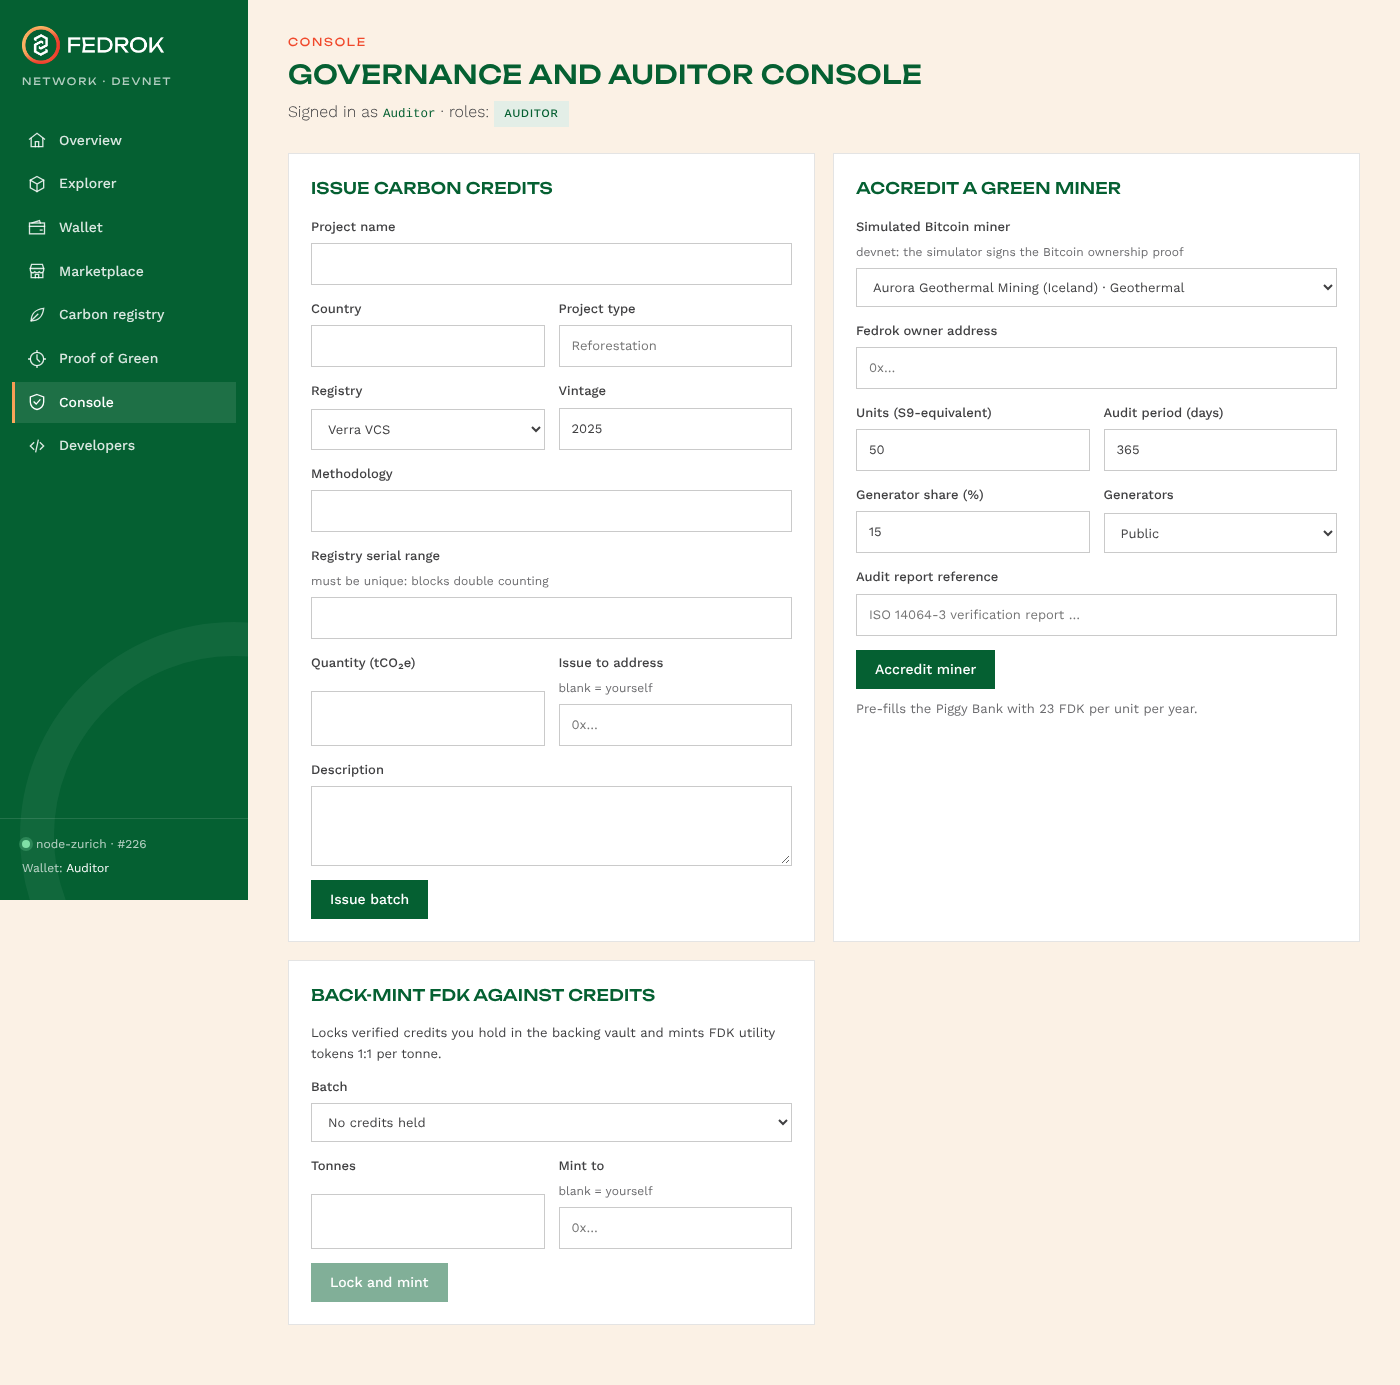 FEDROK
NETWORK · DEVNET
Overview
Explorer
Wallet
Marketplace
Carbon registry
Proof of Green
Console
Developers
node-zurich · #226
Wallet: Auditor
CONSOLE
GOVERNANCE AND AUDITOR CONSOLE
Signed in as Auditor · roles: AUDITOR
ISSUE CARBON CREDITS
Project name
Country
Project type
Reforestation
Registry
Vintage
Verra VCS
2025
Methodology
Registry serial range
must be unique: blocks double counting
Quantity (tCO₂e)
Issue to address
blank = yourself
0x...
Description
Issue batch
ACCREDIT A GREEN MINER
Simulated Bitcoin miner
devnet: the simulator signs the Bitcoin ownership proof
Aurora Geothermal Mining (Iceland) · Geothermal
Fedrok owner address
0x...
Units (S9-equivalent)
Audit period (days)
50
365
Generator share (%)
Generators
15
Public
Audit report reference
ISO 14064-3 verification report ...
Accredit miner
Pre-fills the Piggy Bank with 23 FDK per unit per year.
BACK-MINT FDK AGAINST CREDITS
Locks verified credits you hold in the backing vault and mints FDK utility
tokens 1:1 per tonne.
Batch
No credits held
Tonnes
Mint to
blank = yourself
0x...
Lock and mint